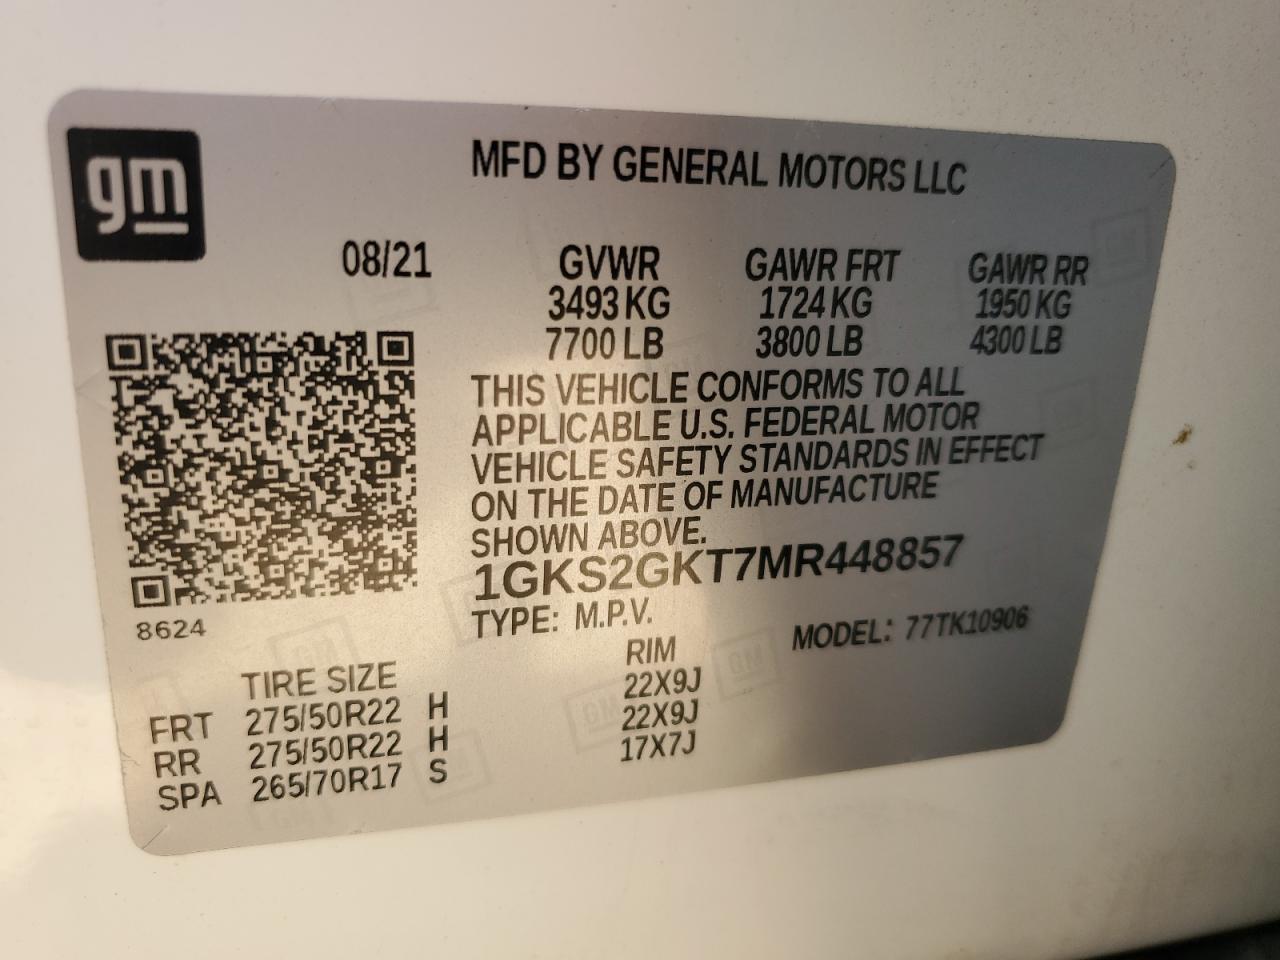 gm
MFD BY GENERAL MOTORS LLC
08/21 GVWR GAWR FRT GAWR RR
3493 KG 1724 KG 1950 KG
7700 LB 3800 LB 4300 LB
THIS VEHICLE CONFORMS TO ALL
APPLICABLE U.S. FEDERAL MOTOR
VEHICLE SAFETY STANDARDS IN EFFECT
ON THE DATE OF MANUFACTURE
SHOWN ABOVE.
1GKS2GKT7MR448857
8624
TYPE: M.P.V. MODEL: 77TK10906
TIRE SIZE RIM
FRT 275/50R22 H 22X9J
RR 275/50R22 H 22X9J
SPA 265/70R17 S 17X7J